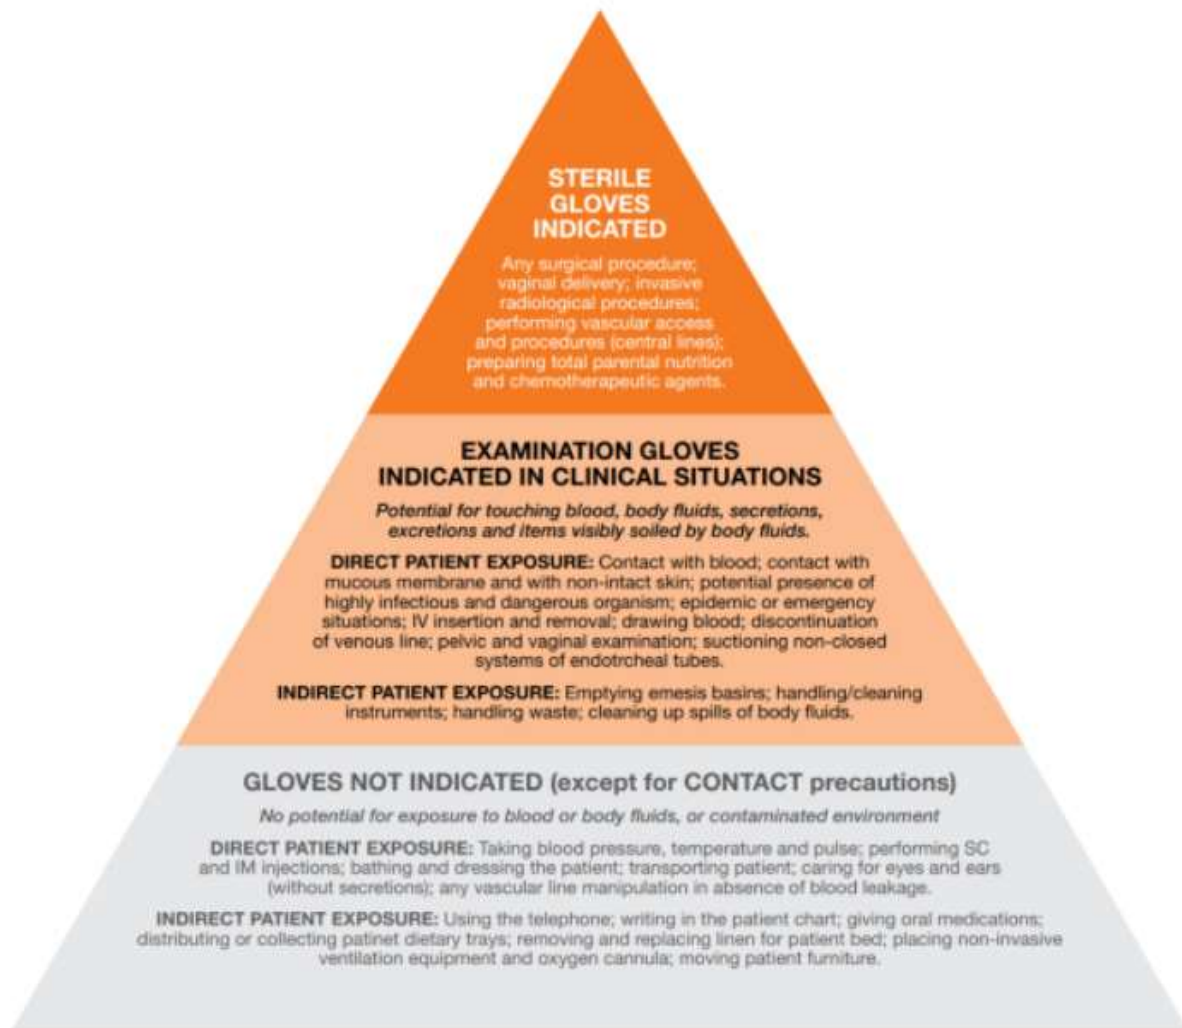 STERILE
GLOVES
INDICATED
Any surgical procedure;
vaginal delivery; invasive
radiological procedures;
performing vascular access
and procedures (central lines);
preparing total parental nutrition
and chemotherapeutic agents.
EXAMINATION GLOVES
INDICATED IN CLINICAL SITUATIONS
Potential for touching blood, body fluids, secretions,
excretions and items visibly soiled by body fluids.
DIRECT PATIENT EXPOSURE: Contact with blood; contact with
mucous membrane and with non-intact skin; potential presence of
highly infectious and dangerous organism; epidemic or emergency
situations; IV insertion and removal; drawing blood; discontinuation
of venous line; pelvic and vaginal examination; suctioning non-closed
systems of endotrcheal tubes.
INDIRECT PATIENT EXPOSURE: Emptying emesis basins; handling/cleaning
instruments; handling waste; cleaning up spills of body fluids.
GLOVES NOT INDICATED (except for CONTACT precautions)
No potential for exposure to blood or body fluids, or contaminated environment
DIRECT PATIENT EXPOSURE: Taking blood pressure, temperature and pulse; performing SC
and IM injections; bathing and dressing the patient; transporting patient; caring for eyes and ears
(without secretions); any vascular line manipulation in absence of blood leakage.
INDIRECT PATIENT EXPOSURE: Using the telephone; writing in the patient chart; giving oral medications;
distributing or collecting patinet dietary trays; removing and replacing linen for patient bed; placing non-invasive
ventilation equipment and oxygen cannula; moving patient furniture.